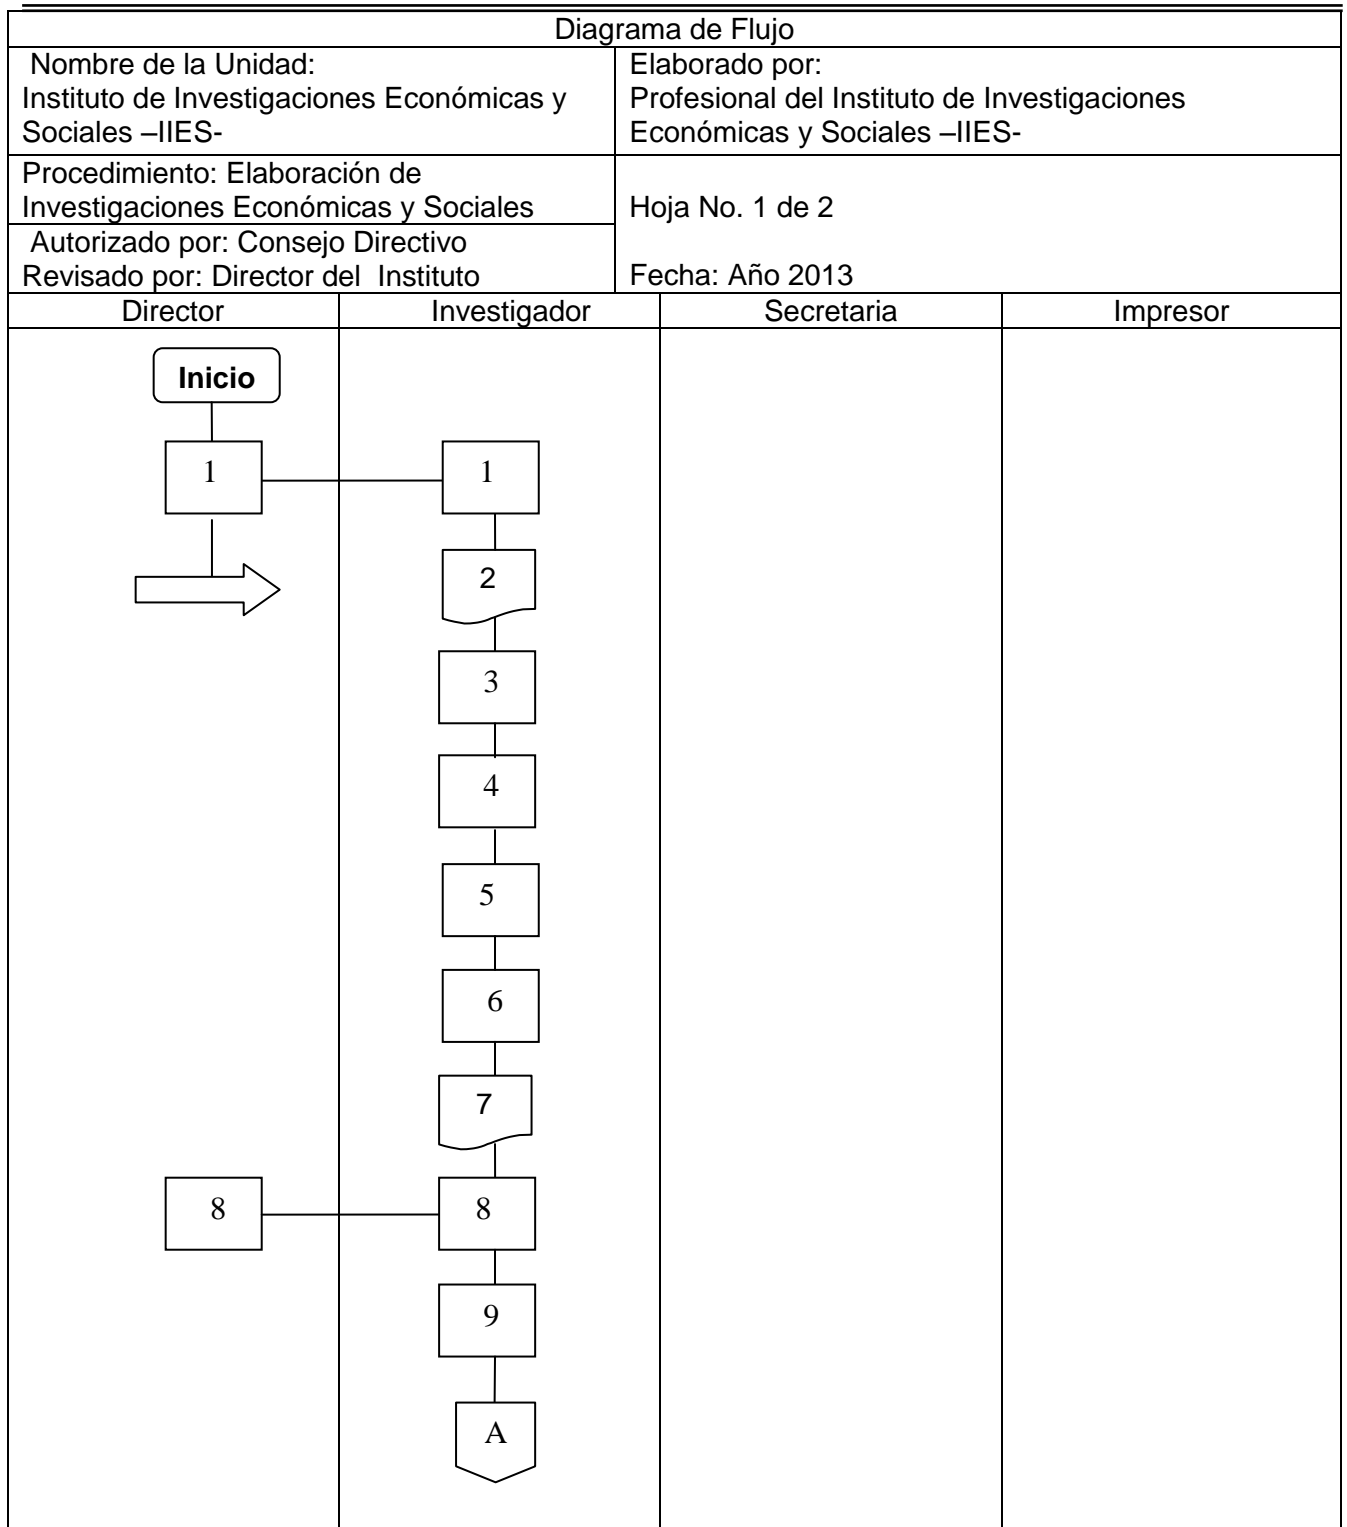 Diagrama de Flujo
Nombre de la Unidad:
Instituto de Investigaciones Económicas y
Sociales –IIES-
Elaborado por:
Profesional del Instituto de Investigaciones
Económicas y Sociales –IIES-
Procedimiento: Elaboración de
Investigaciones Económicas y Sociales
Autorizado por: Consejo Directivo
Revisado por: Director del Instituto
Hoja No. 1 de 2
Fecha: Año 2013
Director
Investigador
Secretaria
Impresor
Inicio
1
1
2
3
4
5
6
7
8
8
9
A